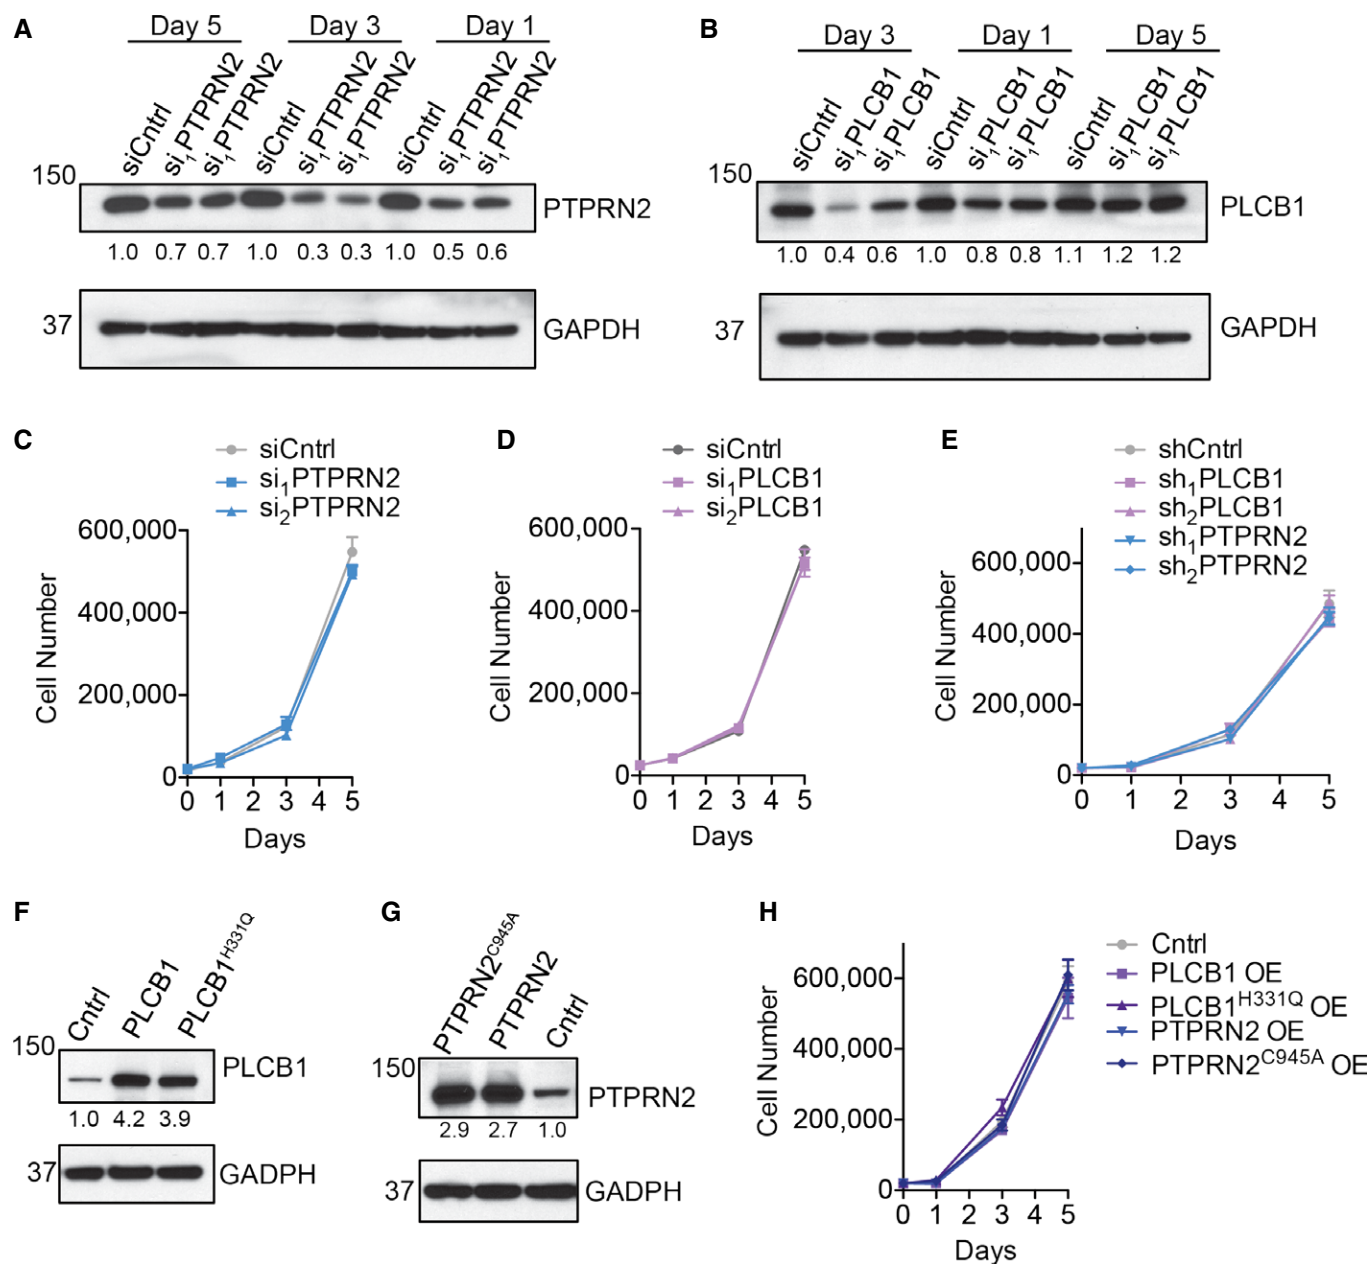 A
Day 5 Day 3 Day 1
siCntrl si₁PTPRN2 si₁PTPRN2 siCntrl si₁PTPRN2 si₁PTPRN2 siCntrl si₁PTPRN2 si₁PTPRN2
150
PTPRN2
1.0 0.7 0.7 1.0 0.3 0.3 1.0 0.5 0.6
37
GAPDH
B
Day 3 Day 1 Day 5
siCntrl si₁PLCB1 si₁PLCB1 siCntrl si₁PLCB1 si₁PLCB1 siCntrl si₁PLCB1 si₁PLCB1
150
PLCB1
1.0 0.4 0.6 1.0 0.8 0.8 1.1 1.2 1.2
37
GAPDH
C
siCntrl
si₁PTPRN2
si₂PTPRN2
600,000
400,000
200,000
0
Cell Number
0 1 2 3 4 5
Days
D
siCntrl
si₁PLCB1
si₂PLCB1
600,000
400,000
200,000
0
Cell Number
0 1 2 3 4 5
Days
E
shCntrl
sh₁PLCB1
sh₂PLCB1
sh₁PTPRN2
sh₂PTPRN2
600,000
400,000
200,000
0
Cell Number
0 1 2 3 4 5
Days
F
Cntrl PLCB1 PLCB1ᴴ³³¹Q
150
PLCB1
1.0 4.2 3.9
37
GADPH
G
PTPRN2ᶜ⁹⁴⁵ᴬ PTPRN2 Cntrl
150
PTPRN2
2.9 2.7 1.0
37
GADPH
H
Cntrl
PLCB1 OE
PLCB1ᴴ³³¹Q OE
PTPRN2 OE
PTPRN2ᶜ⁹⁴⁵ᴬ OE
600,000
400,000
200,000
0
Cell Number
0 1 2 3 4 5
Days